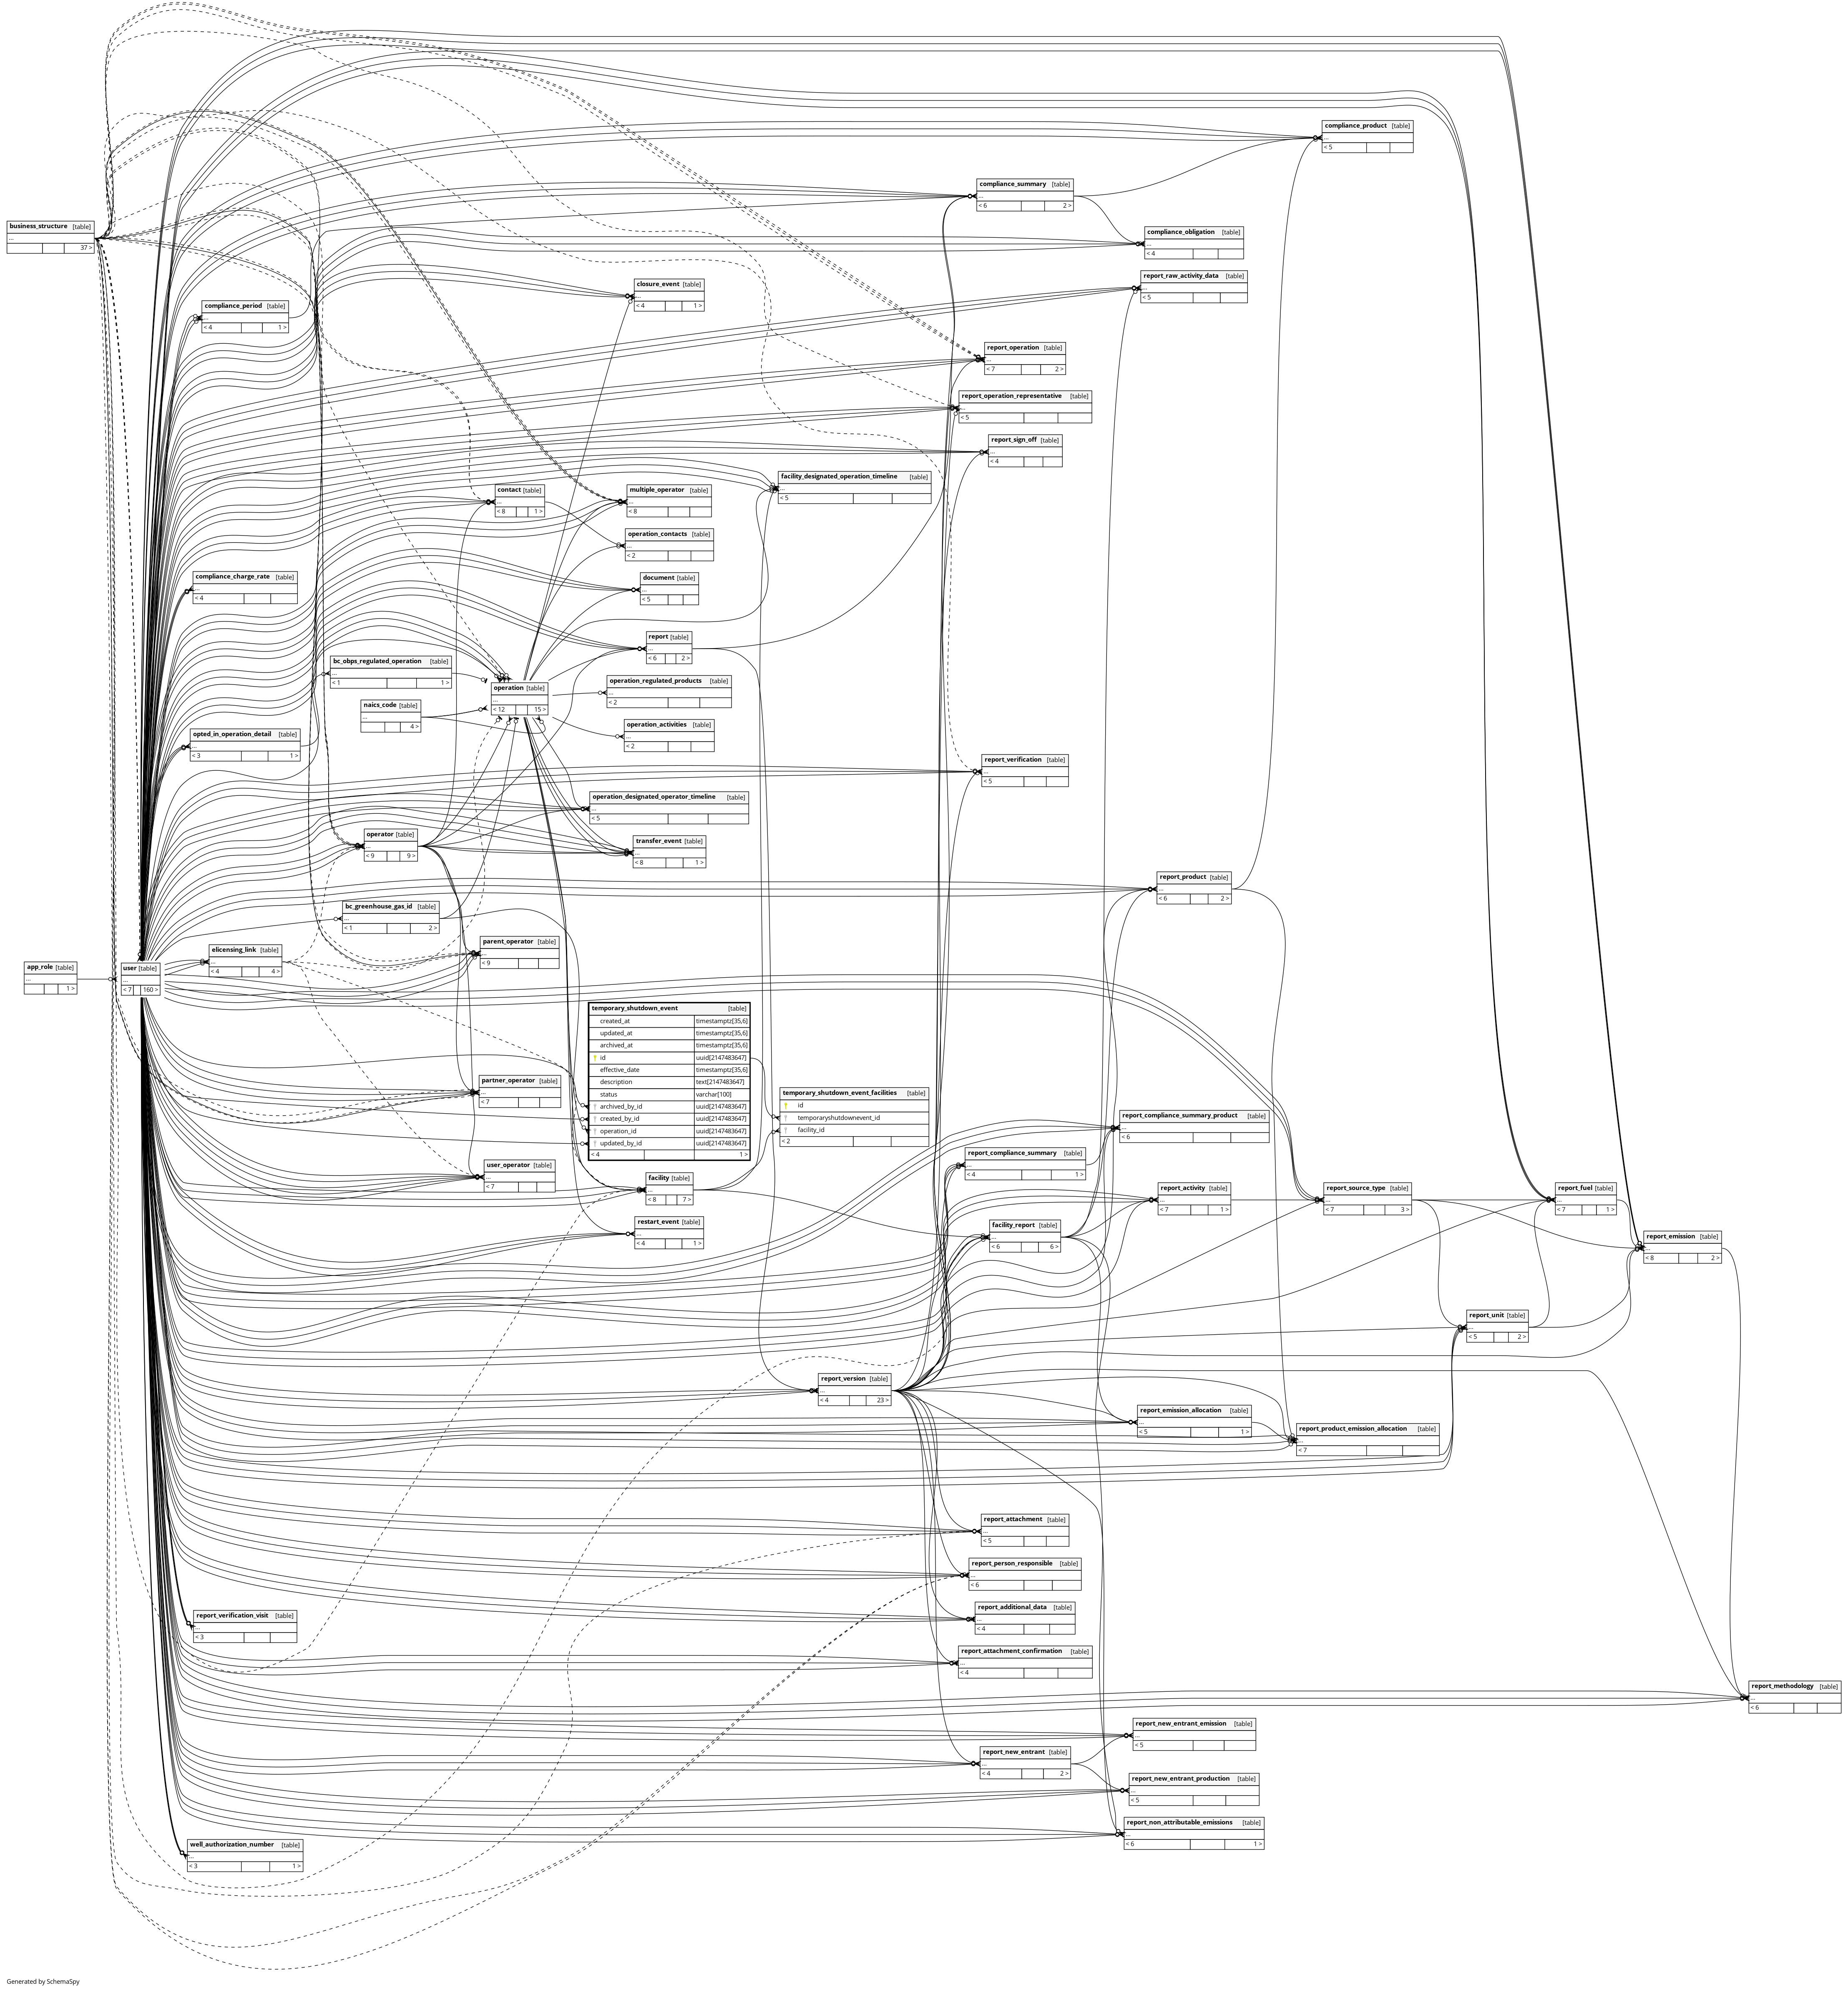 compliance_product [table]
...
< 5
compliance_summary [table]
...
< 6 2 >
business_structure [table]
...
37 >
compliance_obligation [table]
...
< 4
report_raw_activity_data [table]
...
< 5
closure_event [table]
...
< 4 1 >
compliance_period [table]
...
< 4 1 >
report_operation [table]
...
< 7 2 >
report_operation_representative [table]
...
< 5
report_sign_off [table]
...
< 4
facility_designated_operation_timeline [table]
...
< 5
contact [table]
...
< 8 1 >
multiple_operator [table]
...
< 8
operation_contacts [table]
...
< 2
compliance_charge_rate [table]
...
< 4
document [table]
...
< 5
report [table]
...
< 6 2 >
bc_obps_regulated_operation [table]
...
< 1 1 >
operation [table]
...
< 12 15 >
operation_regulated_products [table]
...
< 2
naics_code [table]
...
4 >
operation_activities [table]
...
< 2
opted_in_operation_detail [table]
...
< 3 1 >
report_verification [table]
...
< 5
operation_designated_operator_timeline [table]
...
< 5
operator [table]
...
< 9 9 >
transfer_event [table]
...
< 8 1 >
report_product [table]
...
< 6 2 >
bc_greenhouse_gas_id [table]
...
< 1 2 >
parent_operator [table]
...
< 9
elicensing_link [table]
...
< 4 4 >
app_role [table]
...
1 >
user [table]
...
< 7 160 >
temporary_shutdown_event [table]
created_at timestamptz[35,6]
updated_at timestamptz[35,6]
archived_at timestamptz[35,6]
id uuid[2147483647]
effective_date timestamptz[35,6]
description text[2147483647]
status varchar[100]
archived_by_id uuid[2147483647]
created_by_id uuid[2147483647]
operation_id uuid[2147483647]
updated_by_id uuid[2147483647]
< 4 1 >
partner_operator [table]
...
< 7
temporary_shutdown_event_facilities [table]
id
temporaryshutdownevent_id
facility_id
< 2
report_compliance_summary_product [table]
...
< 6
report_compliance_summary [table]
...
< 4 1 >
user_operator [table]
...
< 7
facility [table]
...
< 8 7 >
report_activity [table]
...
< 7 1 >
report_source_type [table]
...
< 7 3 >
report_fuel [table]
...
< 7 1 >
restart_event [table]
...
< 4 1 >
facility_report [table]
...
< 6 6 >
report_emission [table]
...
< 8 2 >
report_unit [table]
...
< 5 2 >
report_version [table]
...
< 4 23 >
report_emission_allocation [table]
...
< 5 1 >
report_product_emission_allocation [table]
...
< 7
report_attachment [table]
...
< 5
report_person_responsible [table]
...
< 6
report_additional_data [table]
...
< 4
report_verification_visit [table]
...
< 3
report_attachment_confirmation [table]
...
< 4
report_methodology [table]
...
< 6
report_new_entrant_emission [table]
...
< 5
report_new_entrant [table]
...
< 4 2 >
report_new_entrant_production [table]
...
< 5
report_non_attributable_emissions [table]
...
< 6 1 >
well_authorization_number [table]
...
< 3 1 >
Generated by SchemaSpy